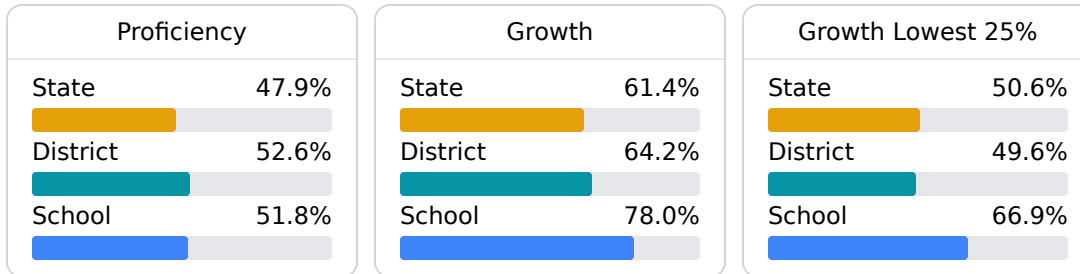 Proficiency
State 47.9%
District 52.6%
School 51.8%
Growth
State 61.4%
District 64.2%
School 78.0%
Growth Lowest 25%
State 50.6%
District 49.6%
School 66.9%